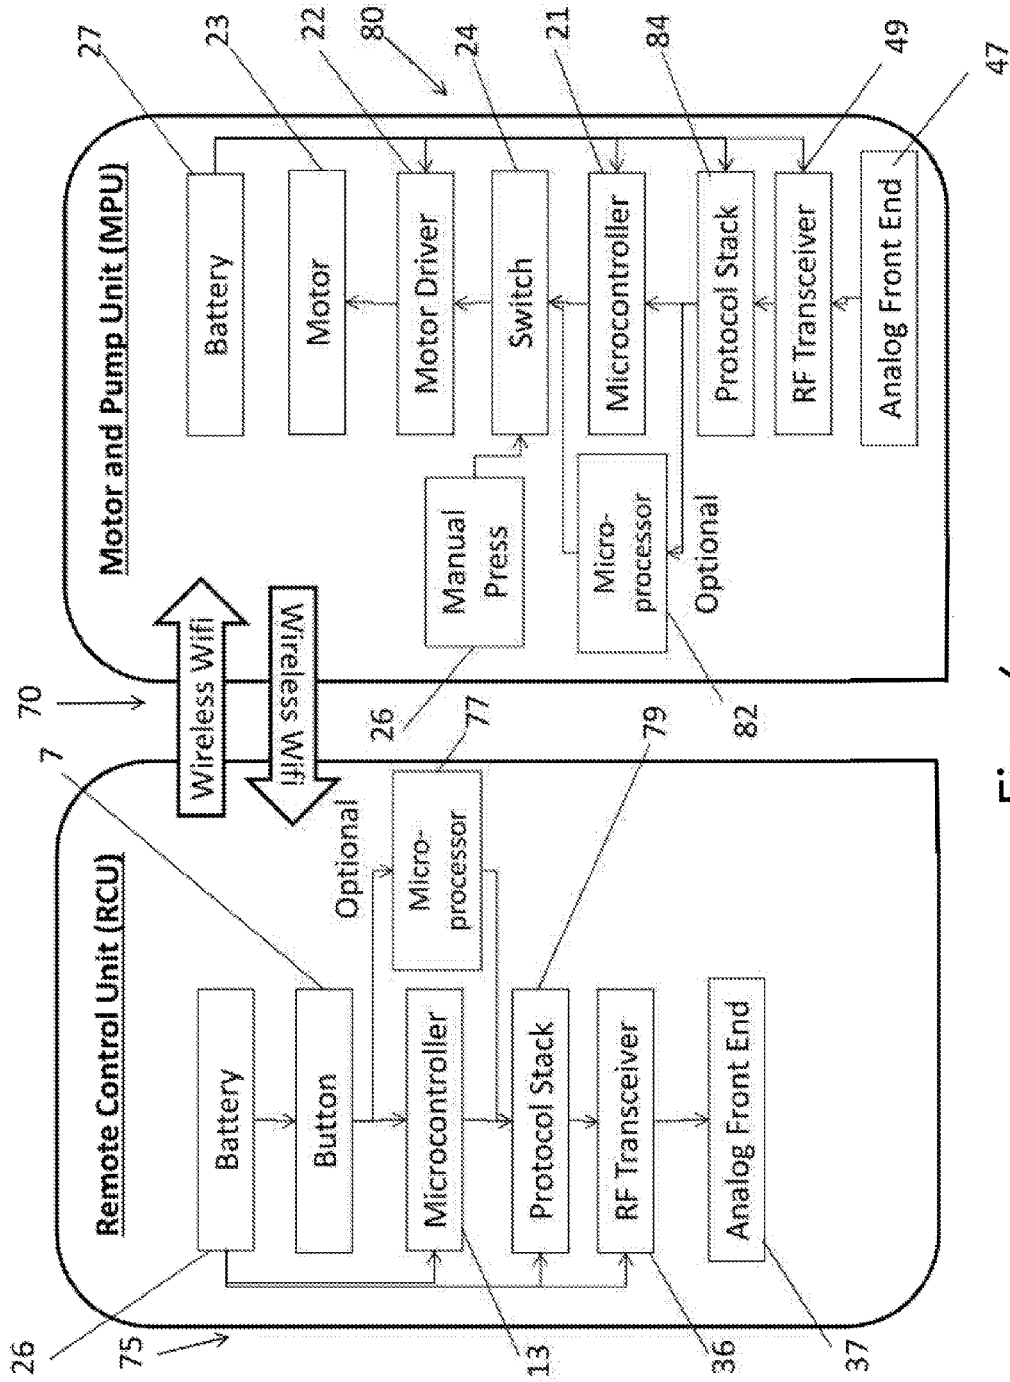 70
Wireless Wifi
Wireless Wifi
75
Remote Control Unit (RCU)
26
Battery
7
Button
Optional
13
Microcontroller
77
Micro-
processor
Protocol Stack
79
36
RF Transceiver
37
Analog Front End
80
Motor and Pump Unit (MPU)
Battery
27
Motor
23
Motor Driver
22
26
Manual
Press
Switch
24
Microcontroller
21
Micro-
processor
82
Optional
Protocol Stack
84
RF Transceiver
49
Analog Front End
47